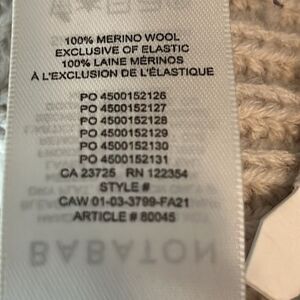 100% MERINO WOOL
EXCLUSIVE OF ELASTIC
100% LAINE MÉRINOS
À L'EXCLUSION DE L'ÉLASTIQUE
PO 4500152126
PO 4500152127
PO 4500152128
PO 4500152129
PO 4500152130
PO 4500152131
CA 23725 RN 122354
STYLE #
CAW 01-03-3799-FA21
ARTICLE # 80045
BABATON